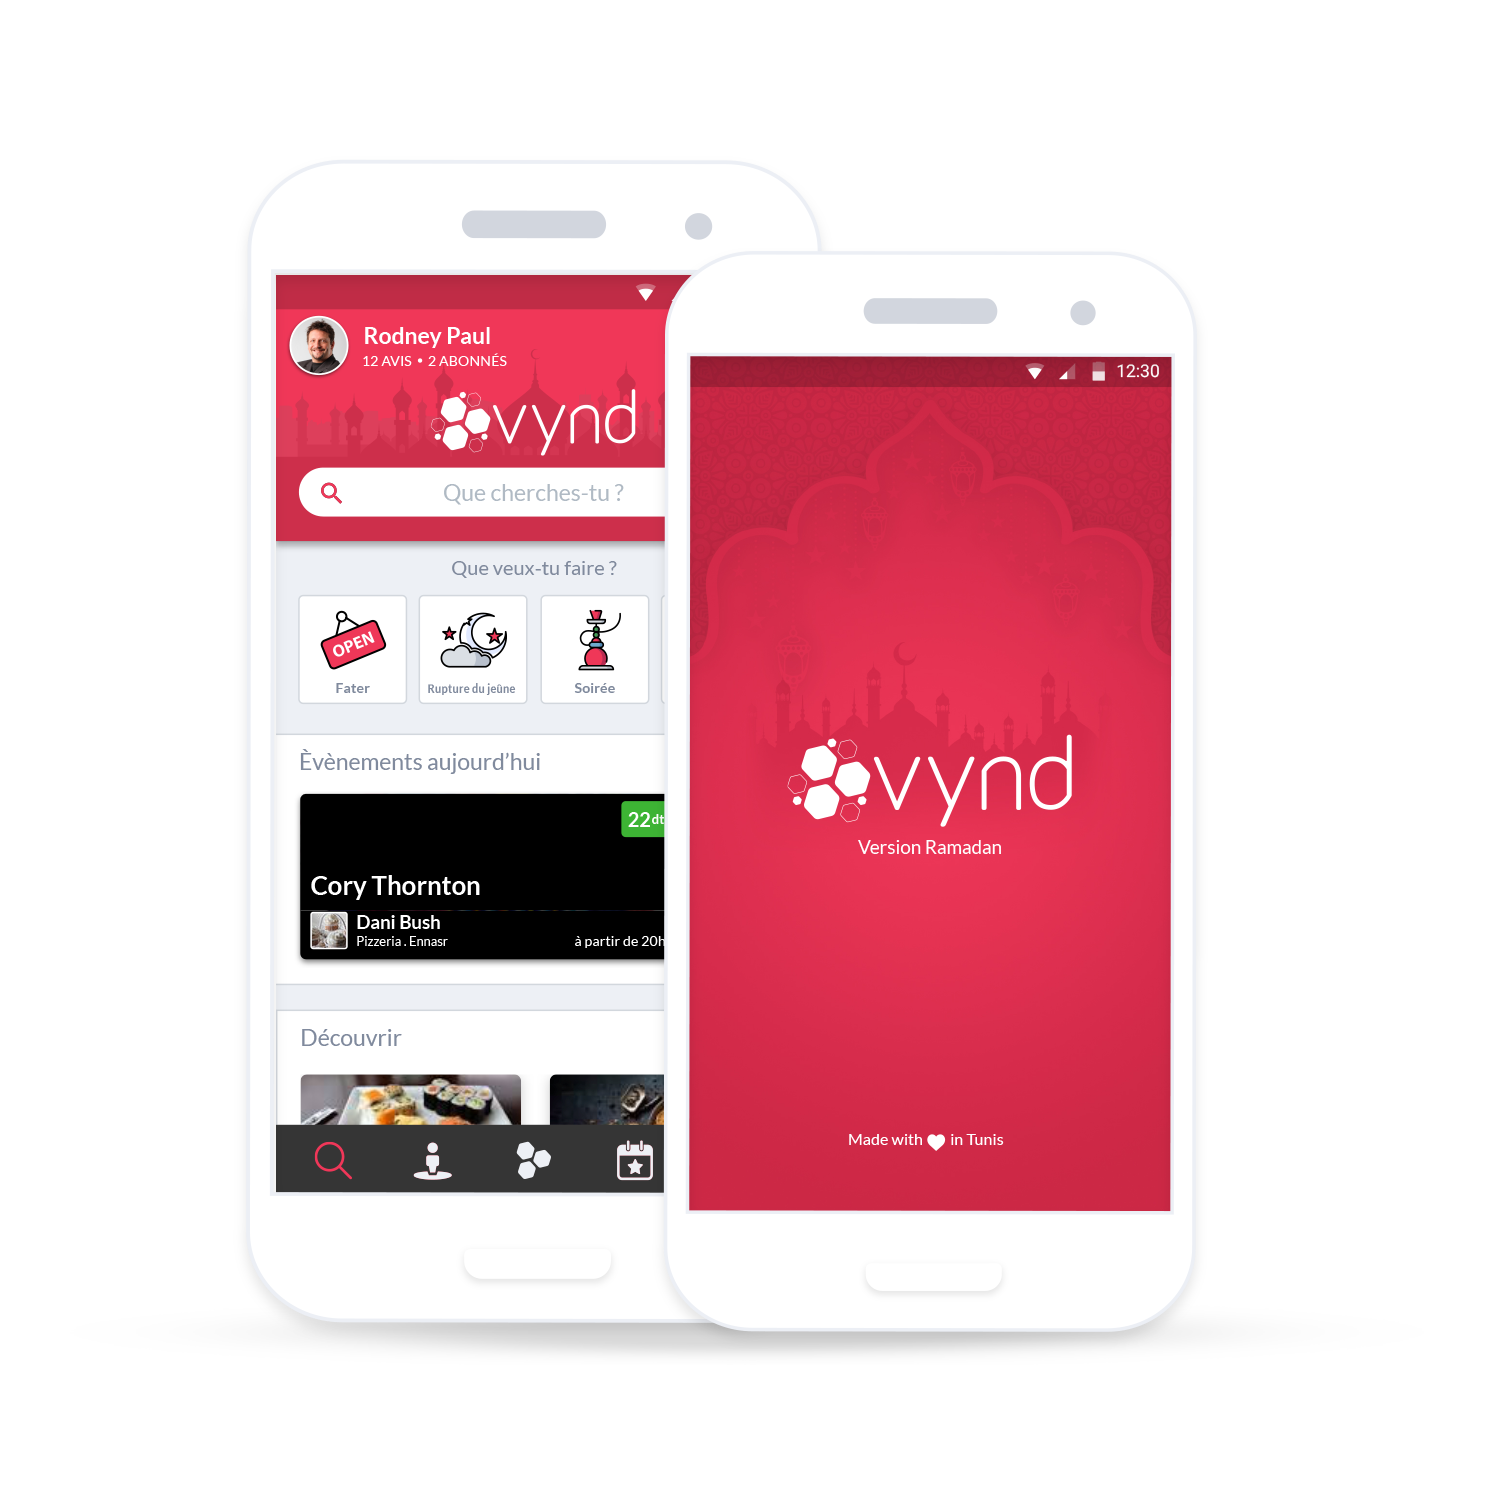 Rodney Paul
12 AVIS • 2 ABONNÉS
vynd
Que cherches-tu ?
Que veux-tu faire ?
OPEN
Fater
Rupture du jeûne
Soirée
Èvènements aujourd’hui
22dt
Cory Thornton
Dani Bush
Pizzeria . Ennasr
à partir de 20h
Découvrir
12:30
vynd
Version Ramadan
Made with in Tunis